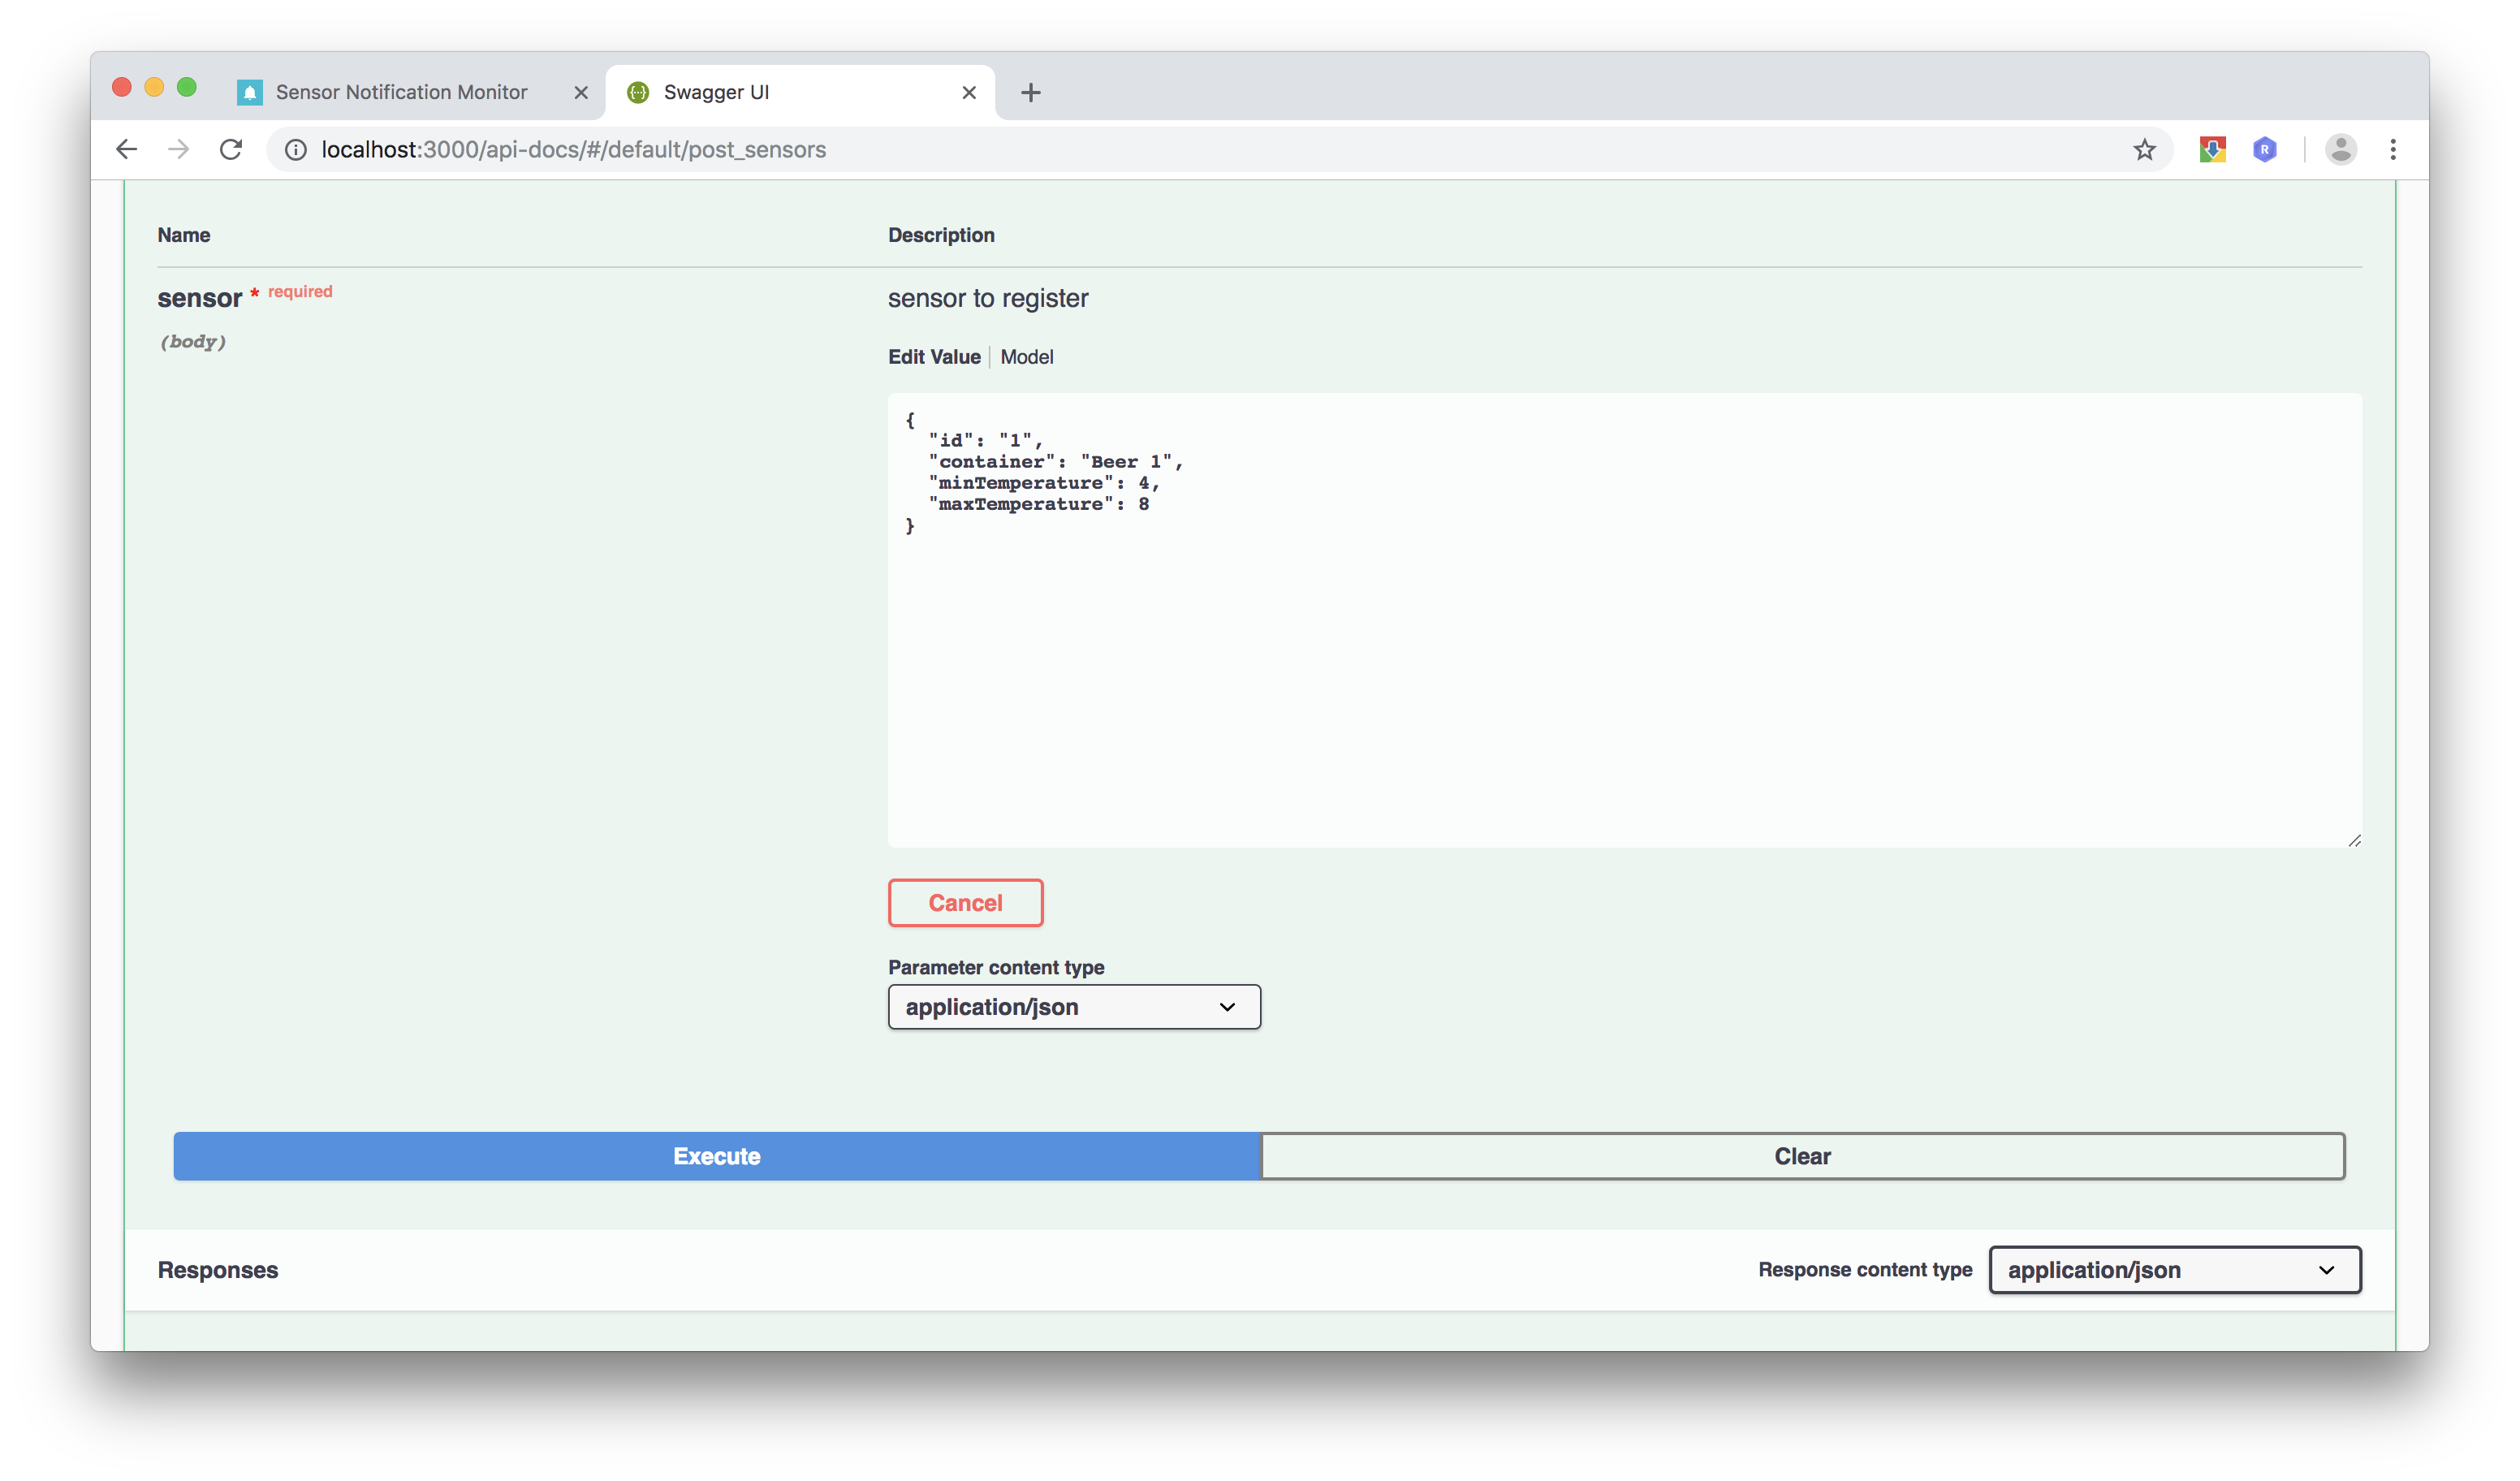 Sensor Notification Monitor
Swagger UI
localhost:3000/api-docs/#/default/post_sensors
R
Name Description
sensor * required
sensor to register
(body)
Edit Value Model
{
  "id": "1",
  "container": "Beer 1",
  "minTemperature": 4,
  "maxTemperature": 8
}
Cancel
Parameter content type
application/json
Execute Clear
Responses Response content type application/json